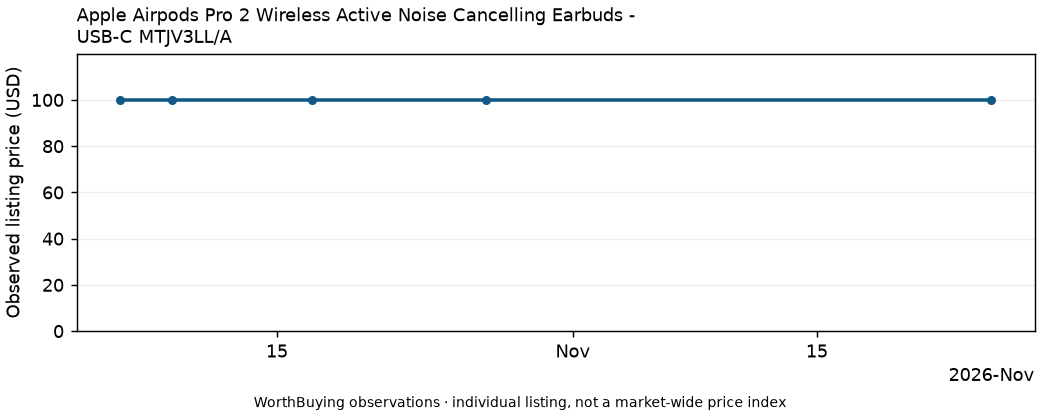 Apple Airpods Pro 2 Wireless Active Noise Cancelling Earbuds -
USB-C MTJV3LL/A
Observed listing price (USD)
100
80
60
40
20
0
15
Nov
15
2026-Nov
WorthBuying observations · individual listing, not a market-wide price index